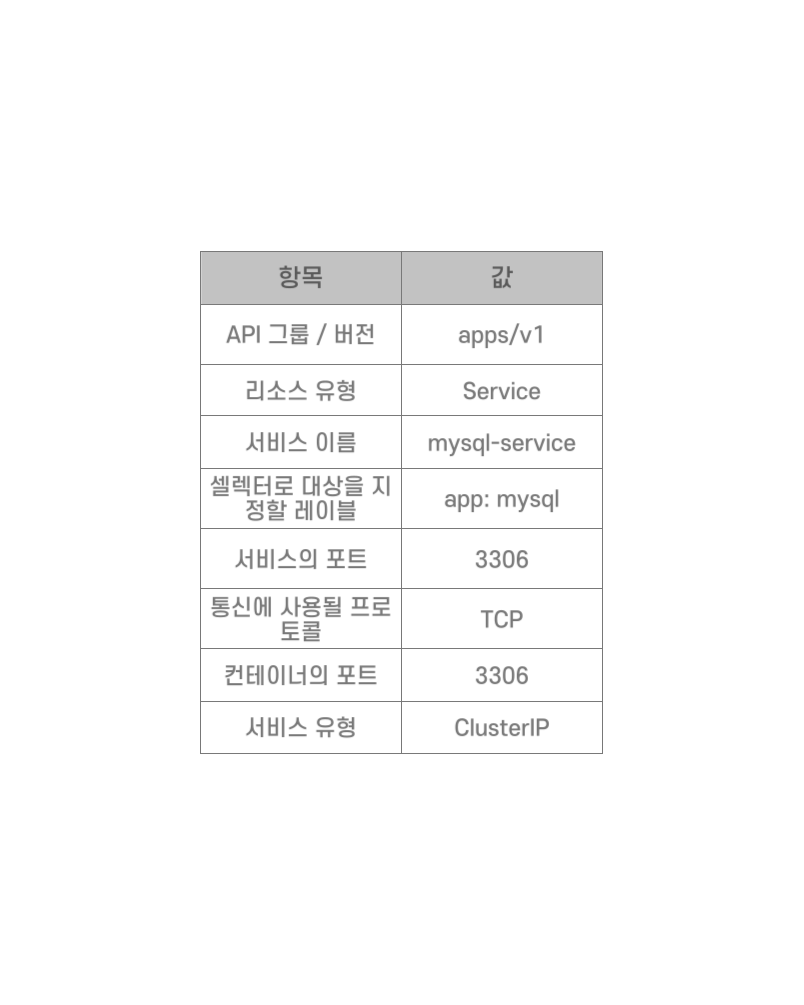 항목 값
API 그룹 / 버전 apps/v1
리소스 유형 Service
서비스 이름 mysql-service
셀렉터로 대상을 지
정할 레이블 app: mysql
서비스의 포트 3306
통신에 사용될 프로
토콜 TCP
컨테이너의 포트 3306
서비스 유형 ClusterIP